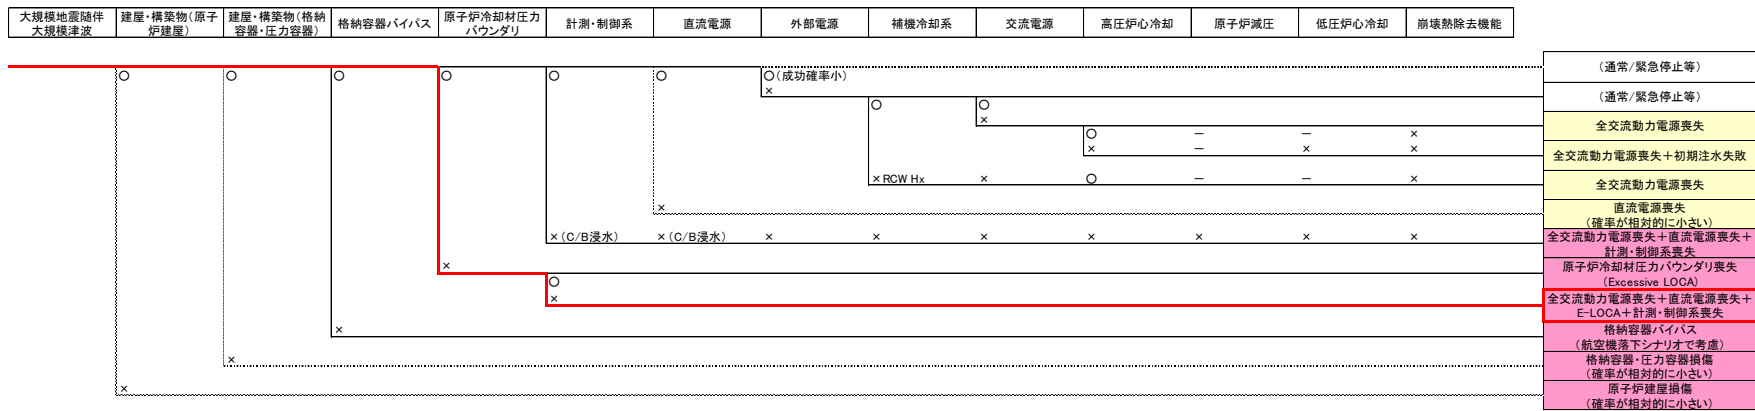 大規模地震随伴
大規模津波
建屋・構築物(原子
炉建屋)
建屋・構築物(格納
容器・圧力容器)
格納容器バイパス
原子炉冷却材圧力
バウンダリ
計測・制御系
直流電源
外部電源
補機冷却系
交流電源
高圧炉心冷却
原子炉減圧
低圧炉心冷却
崩壊熱除去機能
○ ○ ○ ○ ○ ○ ○(成功確率小)
(通常/緊急停止等)
×
(通常/緊急停止等)
○ ○
×
全交流動力電源喪失
○ － － ×
× － × ×
全交流動力電源喪失+初期注水失敗
× RCW Hx × ○ － － ×
全交流動力電源喪失
×
直流電源喪失
(確率が相対的に小さい)
×(C/B浸水) ×(C/B浸水) × × × × × × ×
全交流動力電源喪失+直流電源喪失+
計測・制御系喪失
×
原子炉冷却材圧力バウンダリ喪失
(Excessive LOCA)
○
×
全交流動力電源喪失+直流電源喪失+
E-LOCA+計測・制御系喪失
×
格納容器バイパス
(航空機落下シナリオで考慮)
×
格納容器・圧力容器損傷
(確率が相対的に小さい)
×
原子炉建屋損傷
(確率が相対的に小さい)